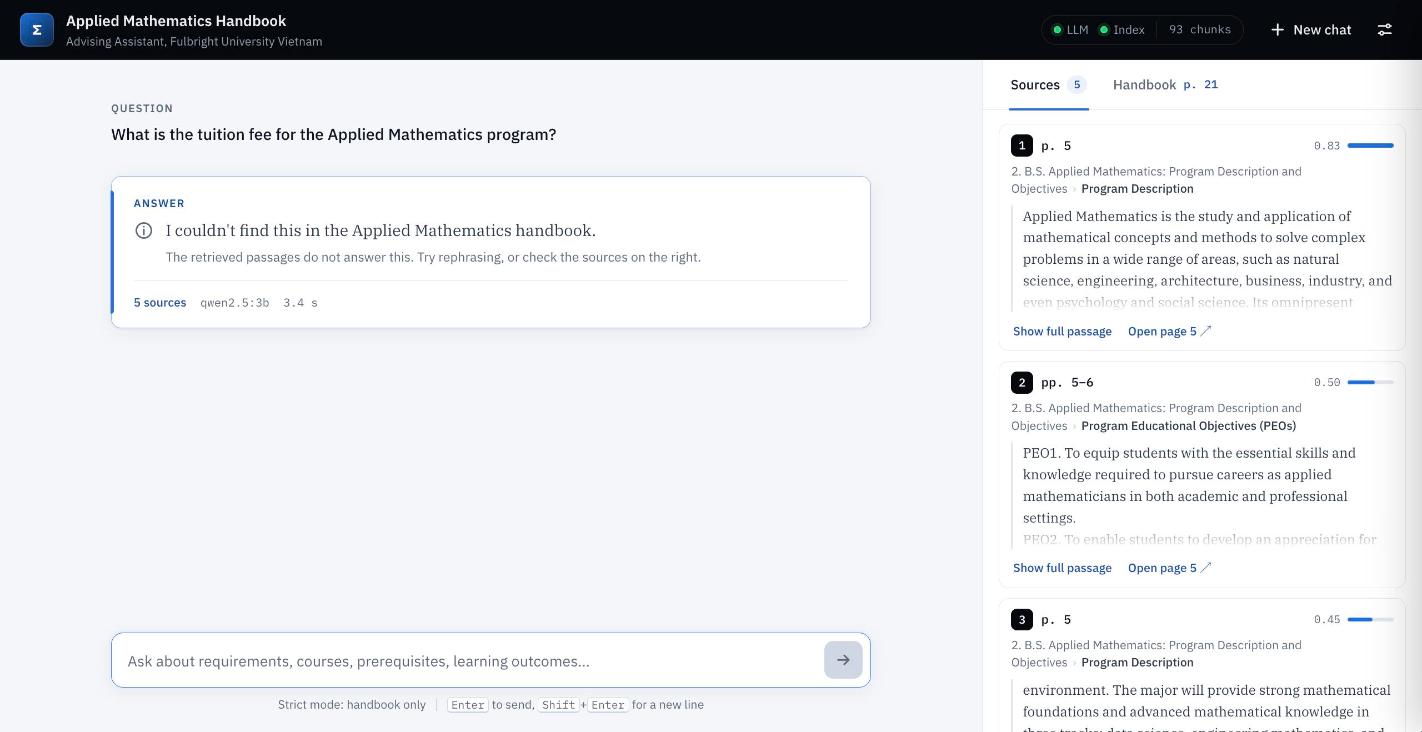 Σ
Applied Mathematics Handbook
Advising Assistant, Fulbright University Vietnam
LLM Index 93 chunks
+ New chat
QUESTION
What is the tuition fee for the Applied Mathematics program?
ANSWER
I couldn't find this in the Applied Mathematics handbook.
The retrieved passages do not answer this. Try rephrasing, or check the sources on the right.
5 sources qwen2.5:3b 3.4 s
Ask about requirements, courses, prerequisites, learning outcomes...
Strict mode: handbook only | Enter to send, Shift+Enter for a new line
Sources 5 Handbook p. 21
1 p. 5 0.83
2. B.S. Applied Mathematics: Program Description and
Objectives › Program Description
Applied Mathematics is the study and application of
mathematical concepts and methods to solve complex
problems in a wide range of areas, such as natural
science, engineering, architecture, business, industry, and
even psychology and social science. Its omnipresent
Show full passage Open page 5 ↗
2 pp. 5–6 0.50
2. B.S. Applied Mathematics: Program Description and
Objectives › Program Educational Objectives (PEOs)
PEO1. To equip students with the essential skills and
knowledge required to pursue careers as applied
mathematicians in both academic and professional
settings.
PEO2. To enable students to develop an appreciation for
Show full passage Open page 5 ↗
3 p. 5 0.45
2. B.S. Applied Mathematics: Program Description and
Objectives › Program Description
environment. The major will provide strong mathematical
foundations and advanced mathematical knowledge in
three tracks: data science, engineering mathematics, and